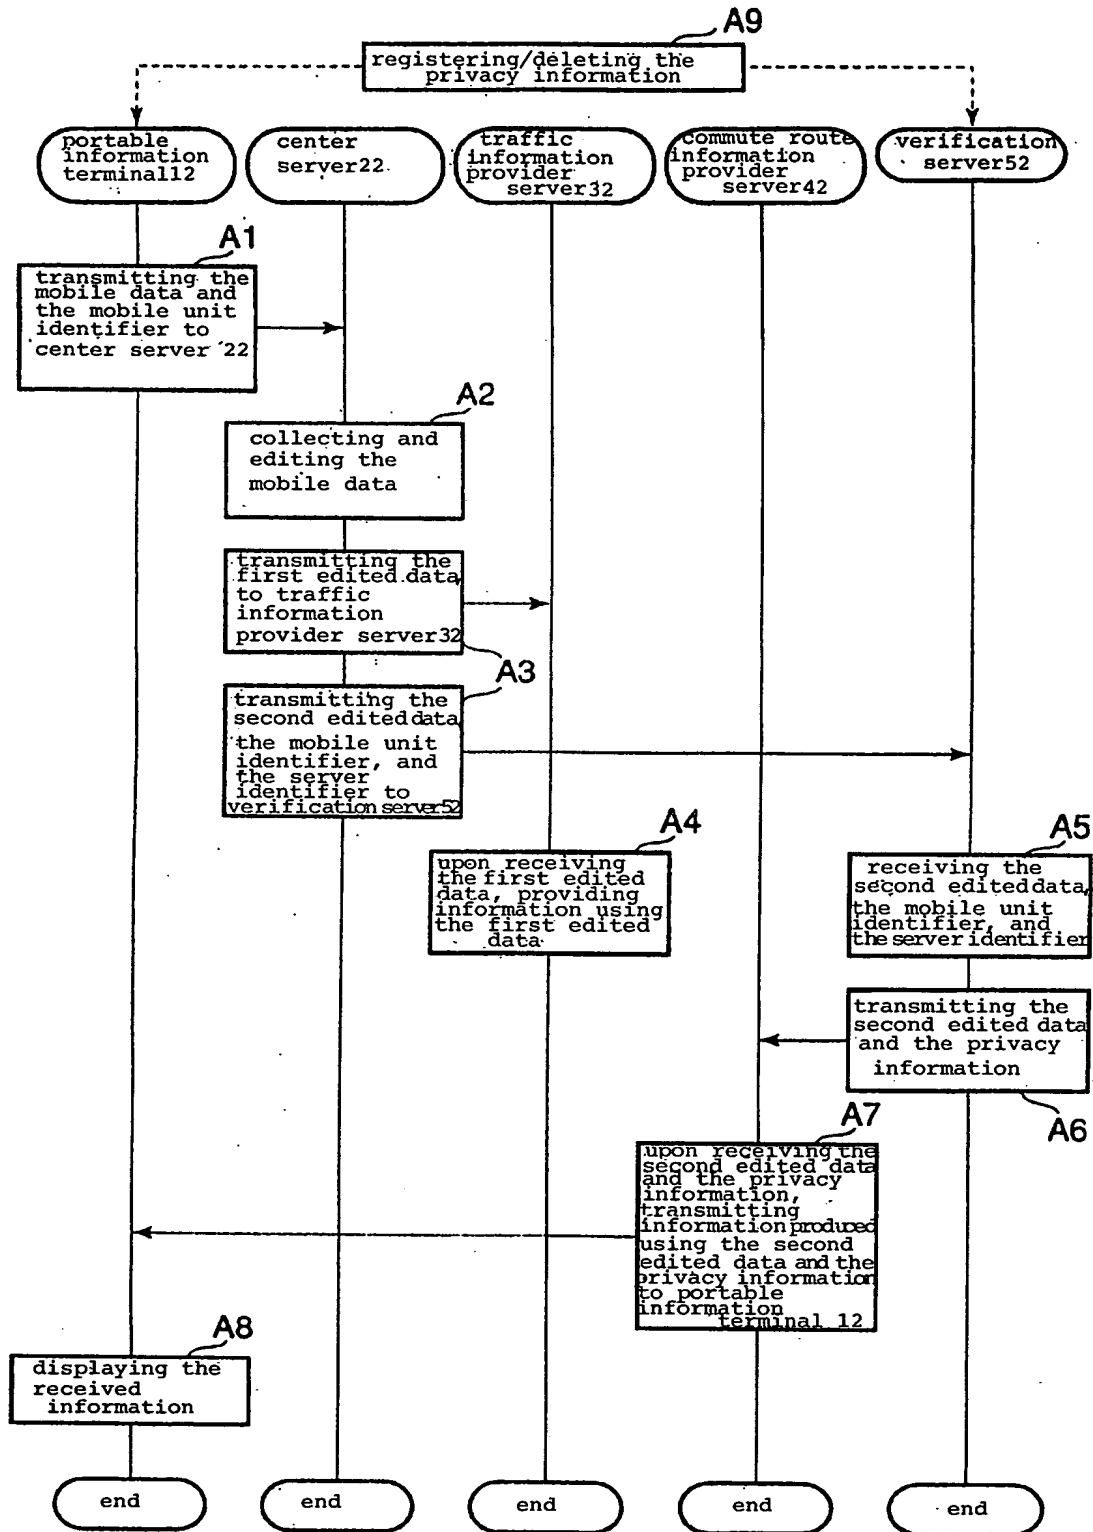 A9
registering/deleting the
privacy information
portable
information
terminal12
center
server22
traffic
information
provider
server32
commute route
information
provider
server42
verification
server52
A1
transmitting the
mobile data and
the mobile unit
identifier to
center server 22
A2
collecting and
editing the
mobile data
transmitting the
first edited data
to traffic
information
provider server32
A3
transmitting the
second edited data
the mobile unit
identifier, and
the server
identifier to
verification server52
A4
upon receiving
the first edited
data, providing
information using
the first edited
data
A5
receiving the
second edited data,
the mobile unit
identifier, and
the server identifier
transmitting the
second edited data
and the privacy
information
A6
A7
upon receiving the
second edited data
and the privacy
information,
transmitting
information produced
using the second
edited data and the
privacy information
to portable
information
terminal 12
A8
displaying the
received
information
end
end
end
end
end